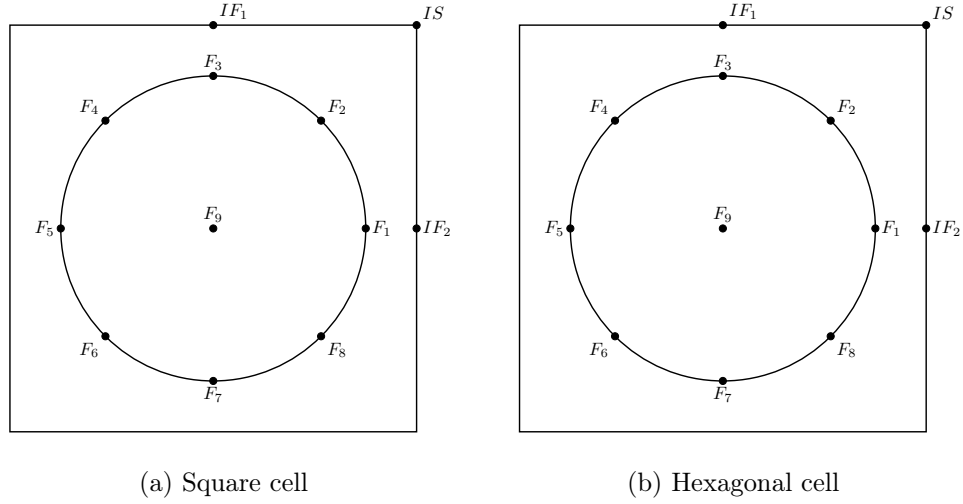 IF₁
IS
F₃
F₄
F₂
F₉
F₅
F₁
IF₂
F₆
F₈
F₇
(a) Square cell
IF₁
IS
F₃
F₄
F₂
F₉
F₅
F₁
IF₂
F₆
F₈
F₇
(b) Hexagonal cell